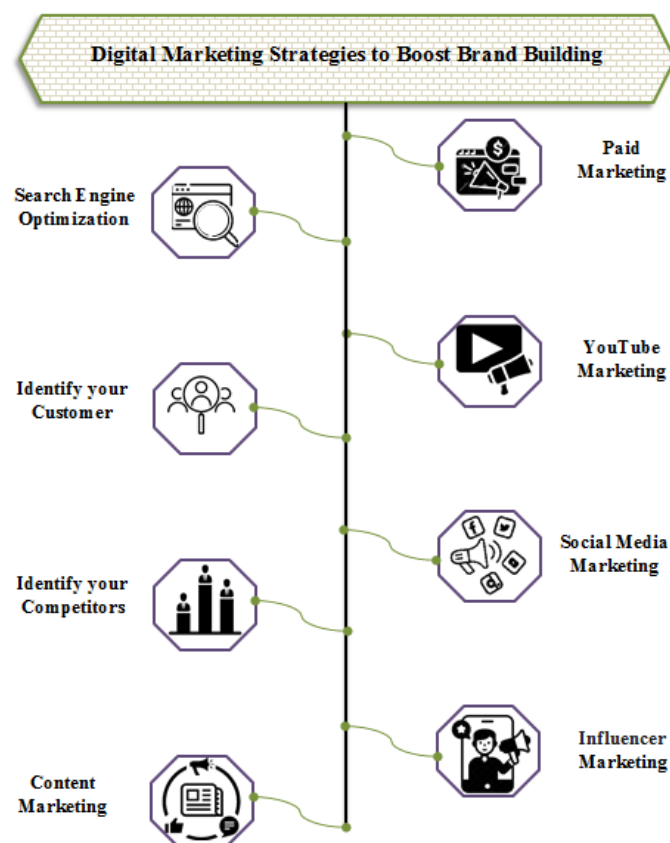 Digital Marketing Strategies to Boost Brand Building
Paid
Marketing
Search Engine
Optimization
YouTube
Marketing
Identify your
Customer
Social Media
Marketing
Identify your
Competitors
Influencer
Marketing
Content
Marketing